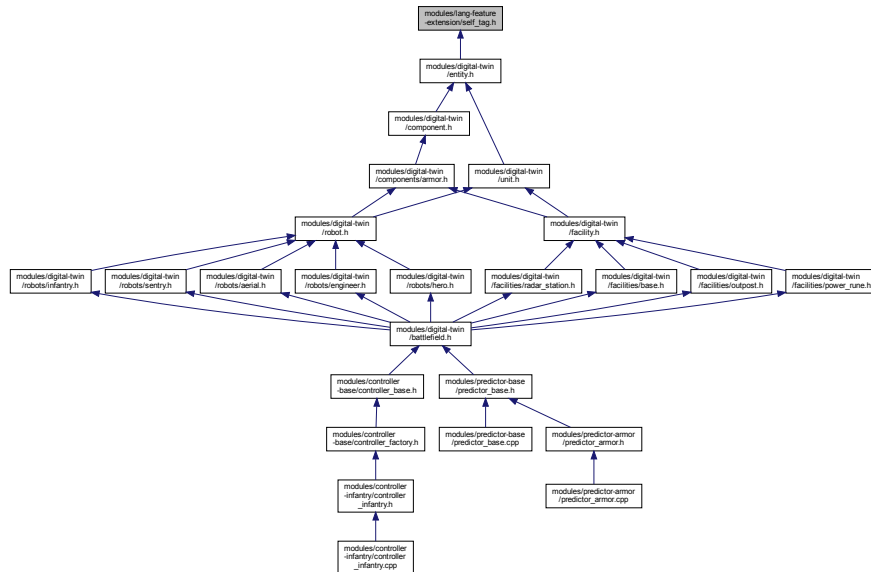 modules/lang-feature
-extension/self_tag.h
modules/digital-twin
/entity.h
modules/digital-twin
/component.h
modules/digital-twin
/components/armor.h
modules/digital-twin
/unit.h
modules/digital-twin
/robot.h
modules/digital-twin
/facility.h
modules/digital-twin
/robots/infantry.h
modules/digital-twin
/robots/sentry.h
modules/digital-twin
/robots/aerial.h
modules/digital-twin
/robots/engineer.h
modules/digital-twin
/robots/hero.h
modules/digital-twin
/facilities/radar_station.h
modules/digital-twin
/facilities/base.h
modules/digital-twin
/facilities/outpost.h
modules/digital-twin
/facilities/power_rune.h
modules/digital-twin
/battlefield.h
modules/controller
-base/controller_base.h
modules/predictor-base
/predictor_base.h
modules/controller
-base/controller_factory.h
modules/predictor-base
/predictor_base.cpp
modules/predictor-armor
/predictor_armor.h
modules/controller
-infantry/controller
_infantry.h
modules/predictor-armor
/predictor_armor.cpp
modules/controller
-infantry/controller
_infantry.cpp